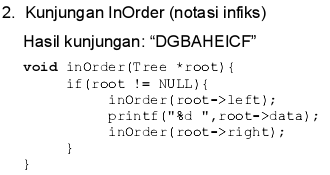 2. Kunjungan InOrder (notasi infiks)
Hasil kunjungan: “DGBAHEICF”
void inOrder(Tree *root){
if(root != NULL){
inOrder(root->left);
printf("%d ",root->data);
inOrder(root->right);
}
}